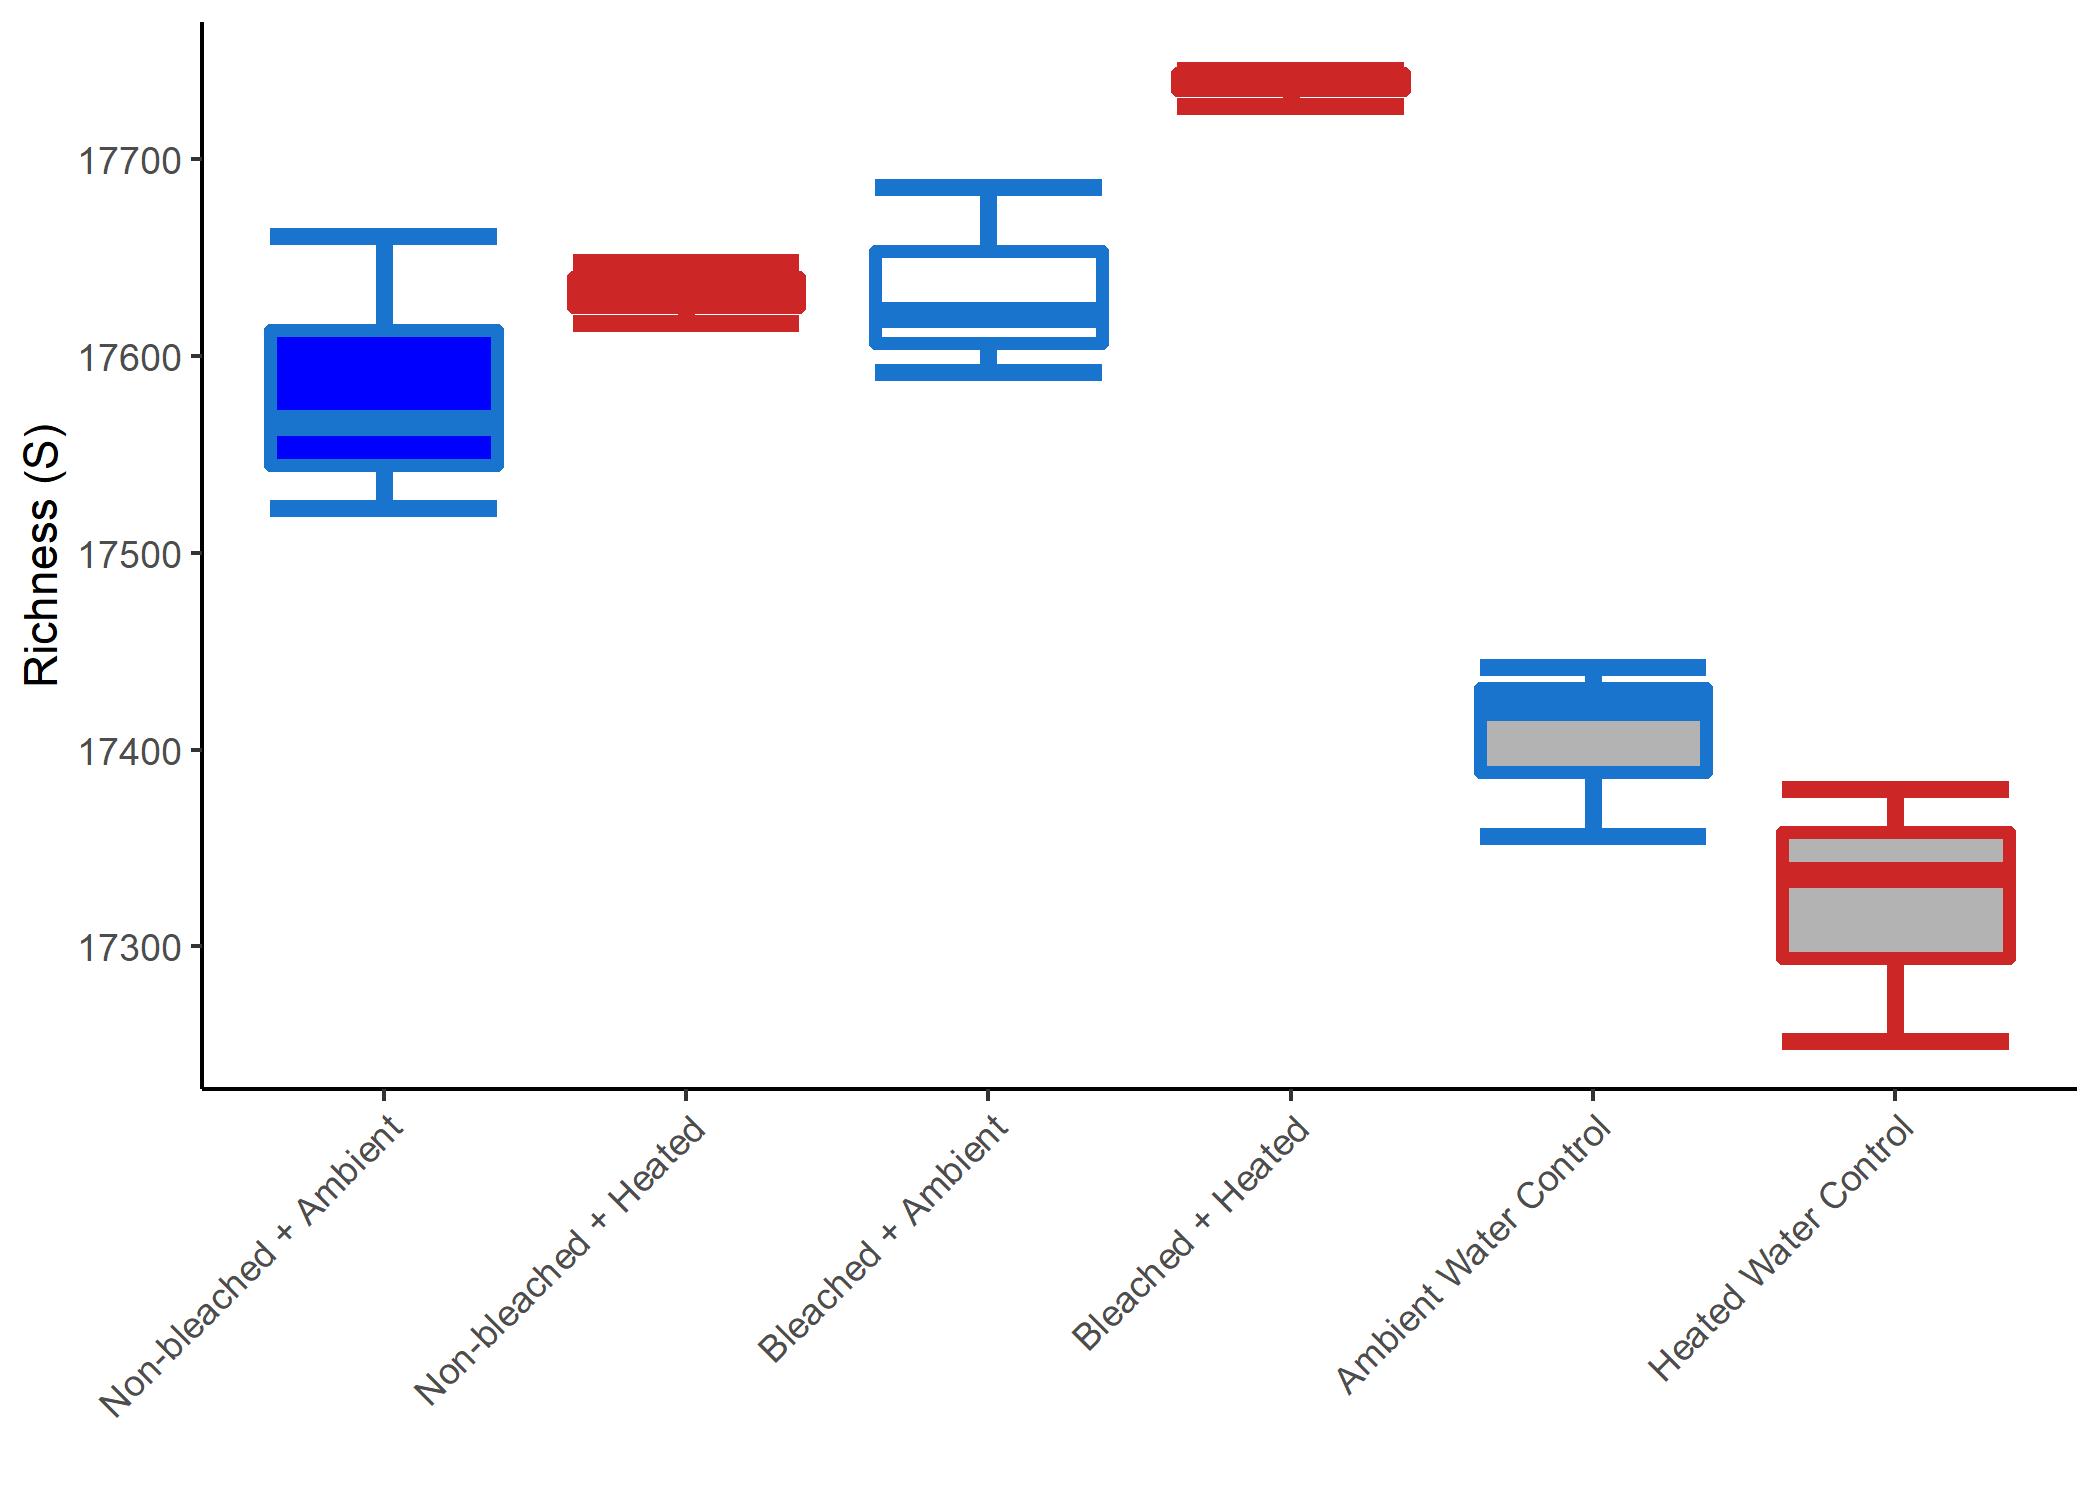 Richness (S)
17700
17600
17500
17400
17300
Non-bleached + Ambient
Non-bleached + Heated
Bleached + Ambient
Bleached + Heated
Ambient Water Control
Heated Water Control